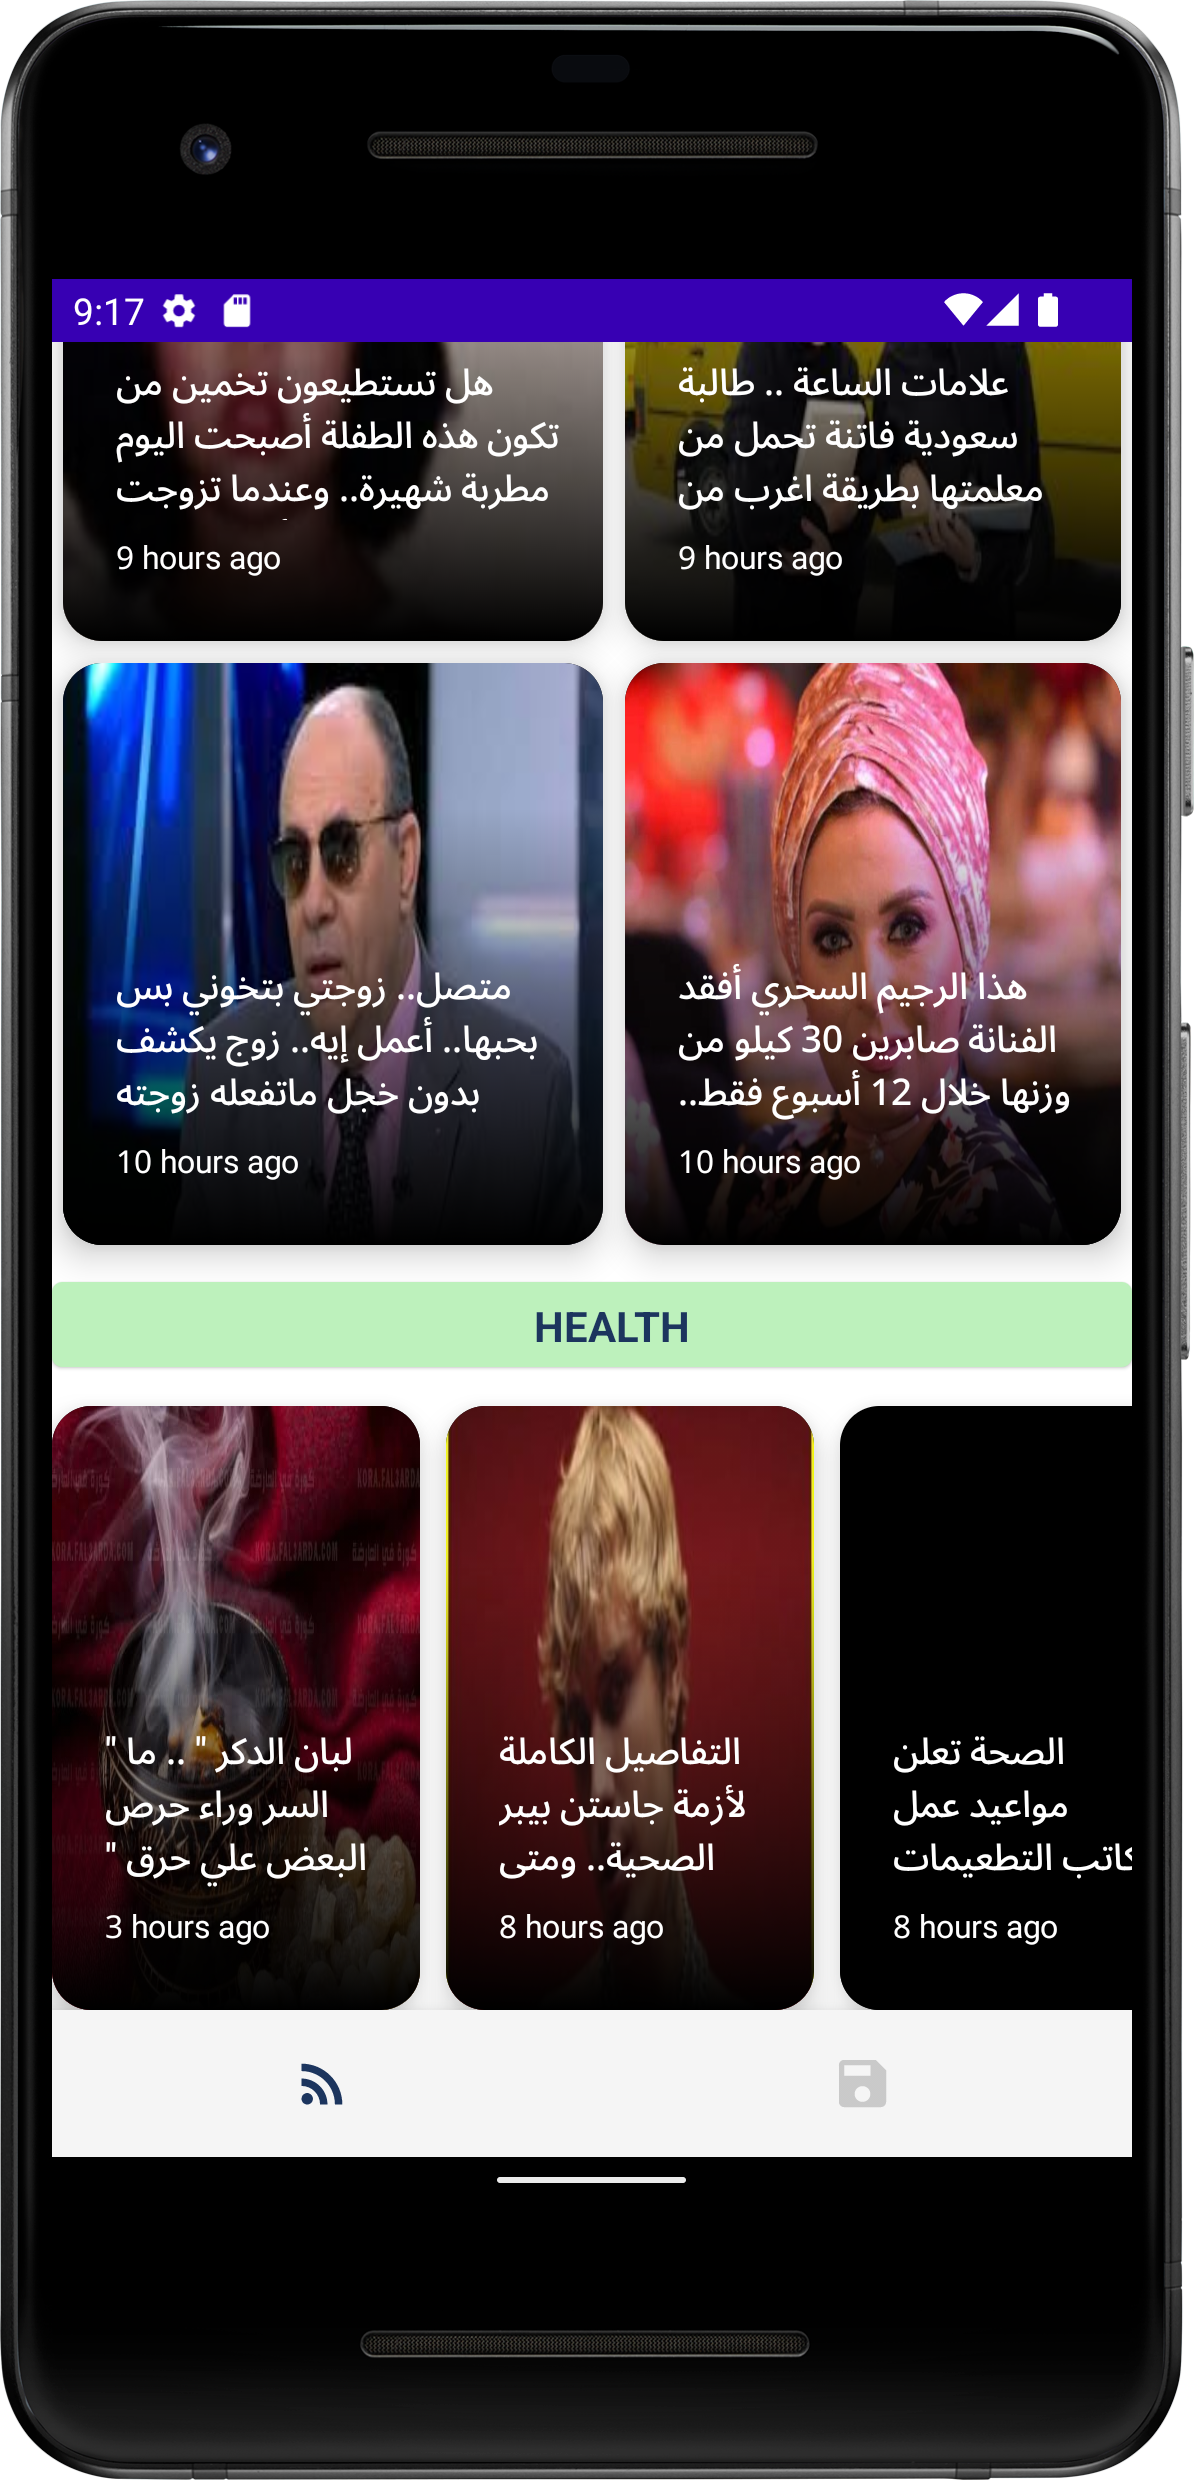 9:17
هل تستطيعون تخمين من
تكون هذه الطفلة أصبحت اليوم
مطربة شهيرة.. وعندما تزوجت
9 hours ago
علامات الساعة .. طالبة
سعودية فاتنة تحمل من
معلمتها بطريقة اغرب من
9 hours ago
متصل.. زوجتي بتخوني بس
بحبها.. أعمل إيه.. زوج يكشف
بدون خجل ماتفعله زوجته
10 hours ago
هذا الرجيم السحري أفقد
الفنانة صابرين 30 كيلو من
وزنها خلال 12 أسبوع فقط..
10 hours ago
HEALTH
" لبان الدكر " .. ما
السر وراء حرص
البعض علي حرق "
3 hours ago
التفاصيل الكاملة
لأزمة جاستن بيبر
الصحية.. ومتى
8 hours ago
الصحة تعلن
مواعيد عمل
كاتب التطعيمات
8 hours ago